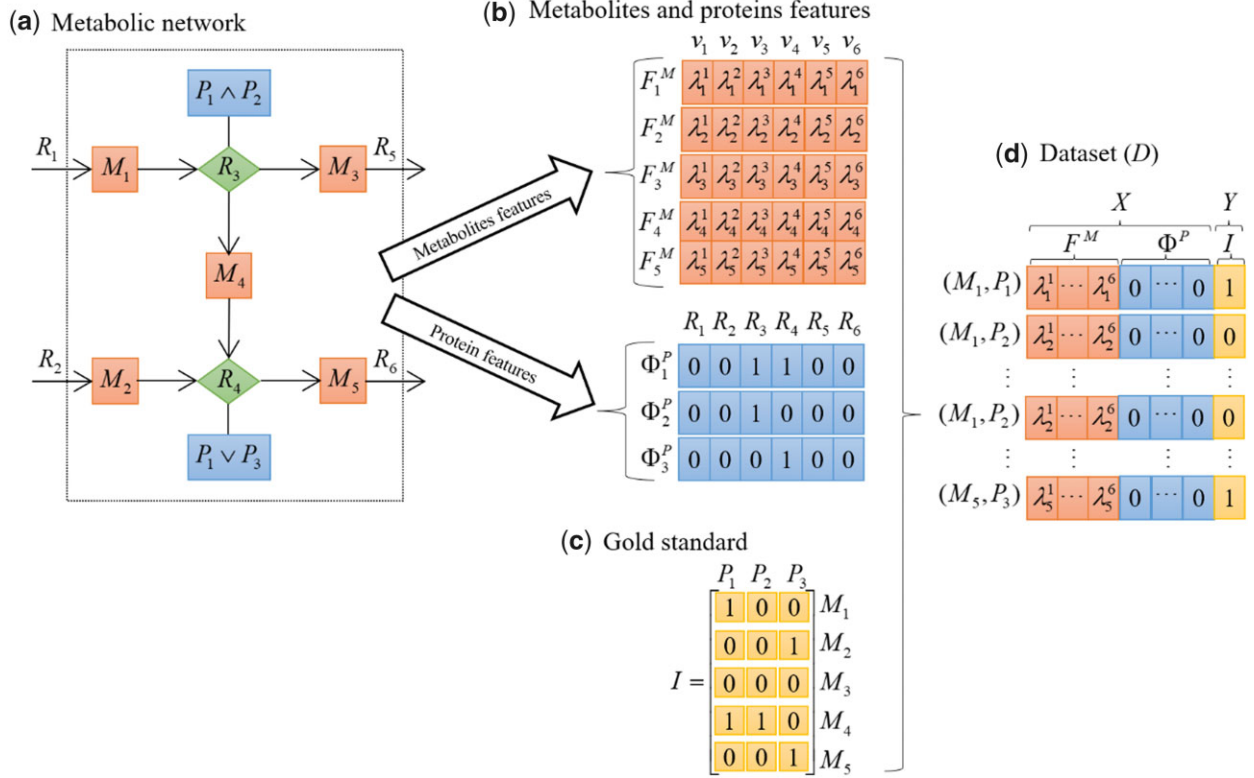 (a) Metabolic network
P₁ ∧ P₂
R₁
M₁
R₃
M₃
R₅
M₄
R₂
M₂
R₄
M₅
R₆
P₁ ∨ P₃
Metabolites features
Protein features
(b) Metabolites and proteins features
v₁ v₂ v₃ v₄ v₅ v₆
F₁ᴹ λ₁¹ λ₁² λ₁³ λ₁⁴ λ₁⁵ λ₁⁶
F₂ᴹ λ₂¹ λ₂² λ₂³ λ₂⁴ λ₂⁵ λ₂⁶
F₃ᴹ λ₃¹ λ₃² λ₃³ λ₃⁴ λ₃⁵ λ₃⁶
F₄ᴹ λ₄¹ λ₄² λ₄³ λ₄⁴ λ₄⁵ λ₄⁶
F₅ᴹ λ₅¹ λ₅² λ₅³ λ₅⁴ λ₅⁵ λ₅⁶
R₁ R₂ R₃ R₄ R₅ R₆
Φ₁ᴾ 0 0 1 1 0 0
Φ₂ᴾ 0 0 1 0 0 0
Φ₃ᴾ 0 0 0 1 0 0
(c) Gold standard
P₁ P₂ P₃
1 0 0 M₁
0 0 1 M₂
I = 0 0 0 M₃
1 1 0 M₄
0 0 1 M₅
(d) Dataset (D)
X Y
Fᴹ Φᴾ I
(M₁,P₁) λ₁¹ ⋯ λ₁⁶ 0 ⋯ 0 1
(M₁,P₂) λ₂¹ ⋯ λ₂⁶ 0 ⋯ 0 0
⋮ ⋮ ⋮ ⋮
(M₁,P₂) λ₂¹ ⋯ λ₂⁶ 0 ⋯ 0 0
⋮ ⋮ ⋮ ⋮
(M₅,P₃) λ₅¹ ⋯ λ₅⁶ 0 ⋯ 0 1